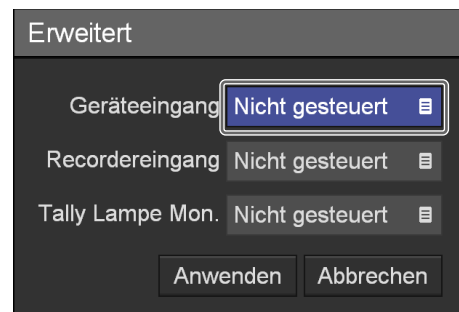 Erweitert
Geräteeingang Nicht gesteuert
Recordereingang Nicht gesteuert
Tally Lampe Mon. Nicht gesteuert
Anwenden Abbrechen